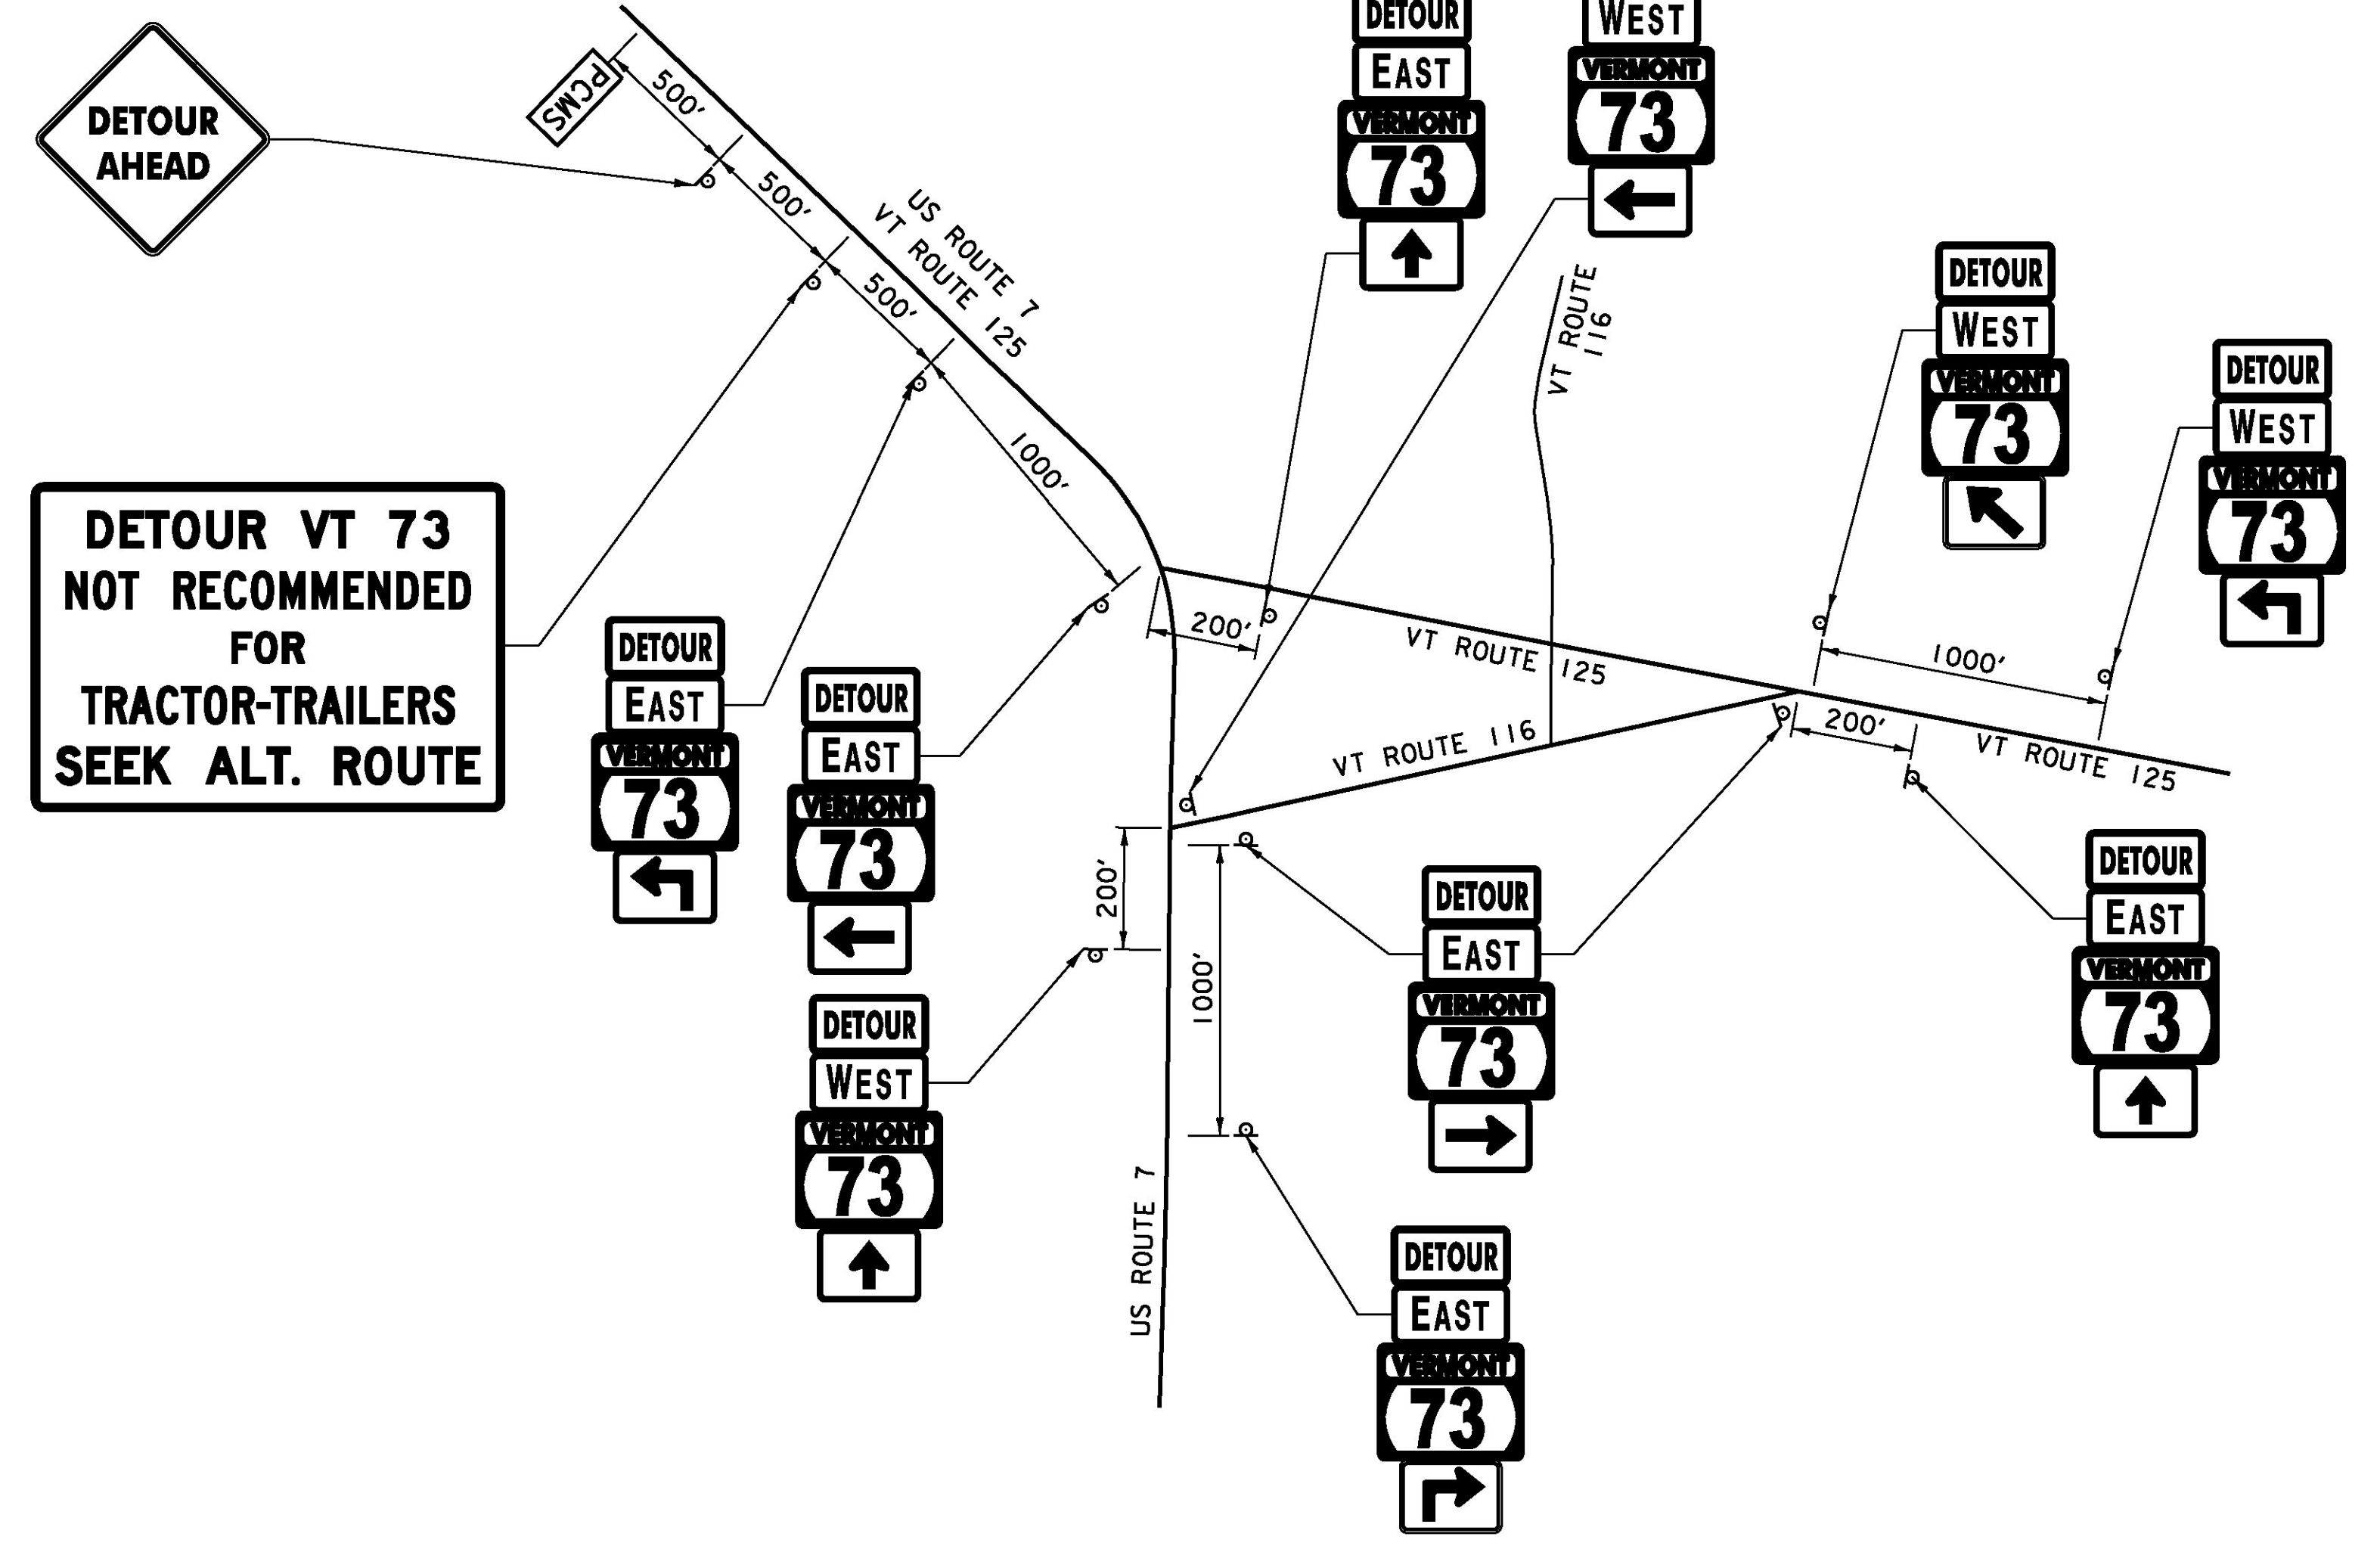 DETOUR
EAST
VERMONT
73
WEST
VERMONT
73
DETOUR
AHEAD
PCMS
500'
500'
500'
1000'
US ROUTE 7
VT ROUTE 125
VT ROUTE
116
DETOUR
WEST
VERMONT
73
DETOUR
WEST
VERMONT
73
DETOUR VT 73
NOT RECOMMENDED
FOR
TRACTOR-TRAILERS
SEEK ALT. ROUTE
DETOUR
EAST
VERMONT
73
DETOUR
EAST
VERMONT
73
200'
VT ROUTE 125
1000'
200'
VT ROUTE 125
VT ROUTE 116
200'
1000'
DETOUR
WEST
VERMONT
73
US ROUTE 7
DETOUR
EAST
VERMONT
73
DETOUR
EAST
VERMONT
73
DETOUR
EAST
VERMONT
73